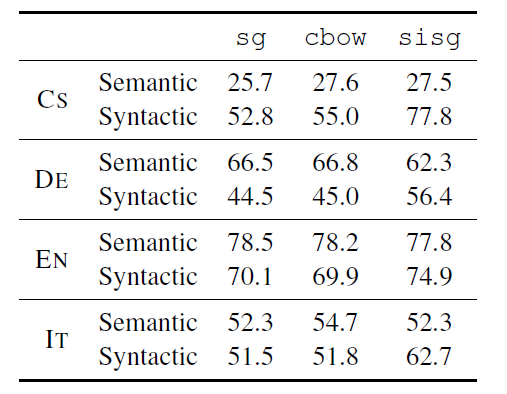 sg cbow sisg
Cs Semantic 25.7 27.6 27.5
Syntactic 52.8 55.0 77.8
DE Semantic 66.5 66.8 62.3
Syntactic 44.5 45.0 56.4
EN Semantic 78.5 78.2 77.8
Syntactic 70.1 69.9 74.9
IT Semantic 52.3 54.7 52.3
Syntactic 51.5 51.8 62.7